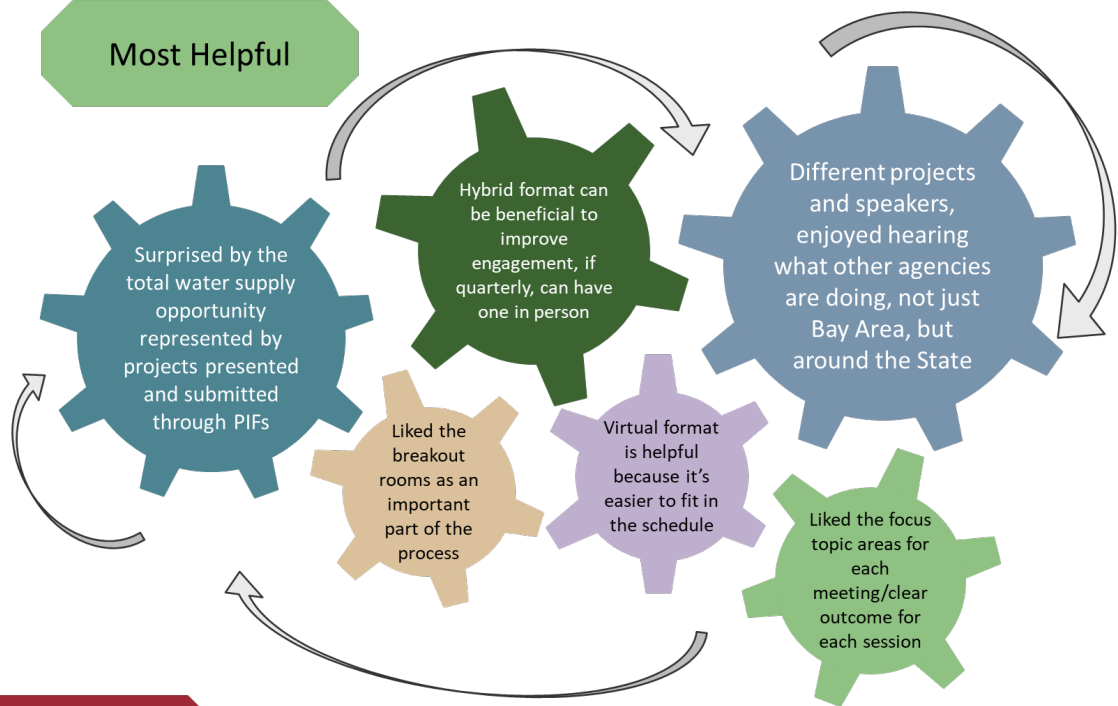 Most Helpful
Surprised by the
total water supply
opportunity
represented by
projects presented
and submitted
through PIFs
Hybrid format can
be beneficial to
improve
engagement, if
quarterly, can have
one in person
Different projects
and speakers,
enjoyed hearing
what other agencies
are doing, not just
Bay Area, but
around the State
Liked the
breakout
rooms as an
important
part of the
process
Virtual format
is helpful
because it’s
easier to fit in
the schedule
Liked the focus
topic areas for
each
meeting/clear
outcome for
each session